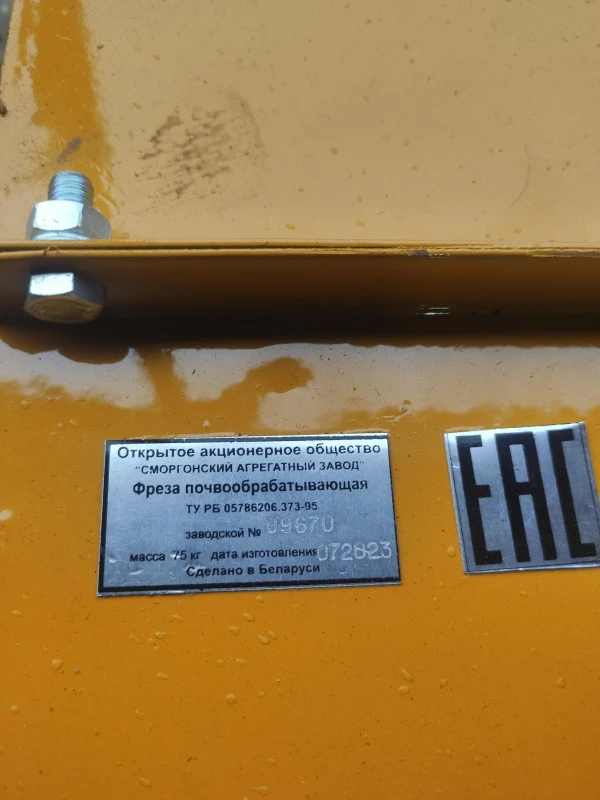 Открытое акционерное общество
"СМОРГОНСКИЙ АГРЕГАТНЫЙ ЗАВОД"
Фреза почвообрабатывающая
ТУ РБ 05786206.373-95
заводской № 09670
масса 75 кг дата изготовления 072023
Сделано в Беларуси
EAC